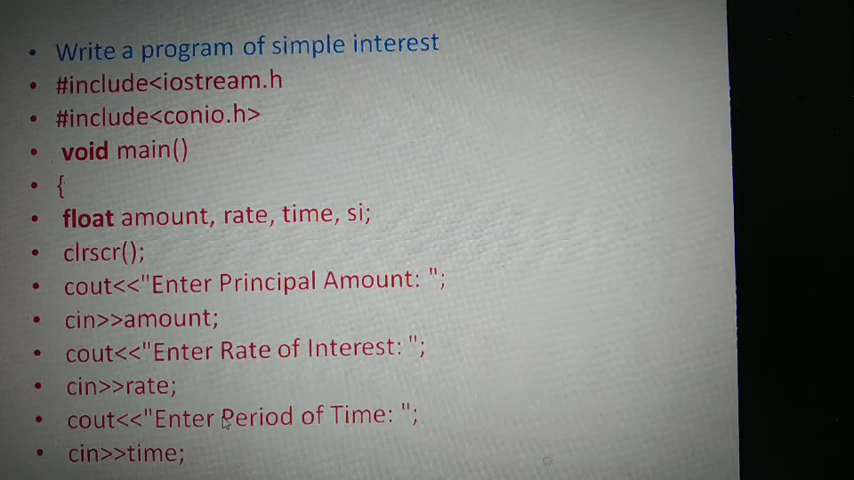 • Write a program of simple interest
• #include<iostream.h
• #include<conio.h>
• void main()
• {
• float amount, rate, time, si;
• clrscr();
• cout<<"Enter Principal Amount: ";
• cin>>amount;
• cout<<"Enter Rate of Interest: ";
• cin>>rate;
• cout<<"Enter Period of Time: ";
• cin>>time;